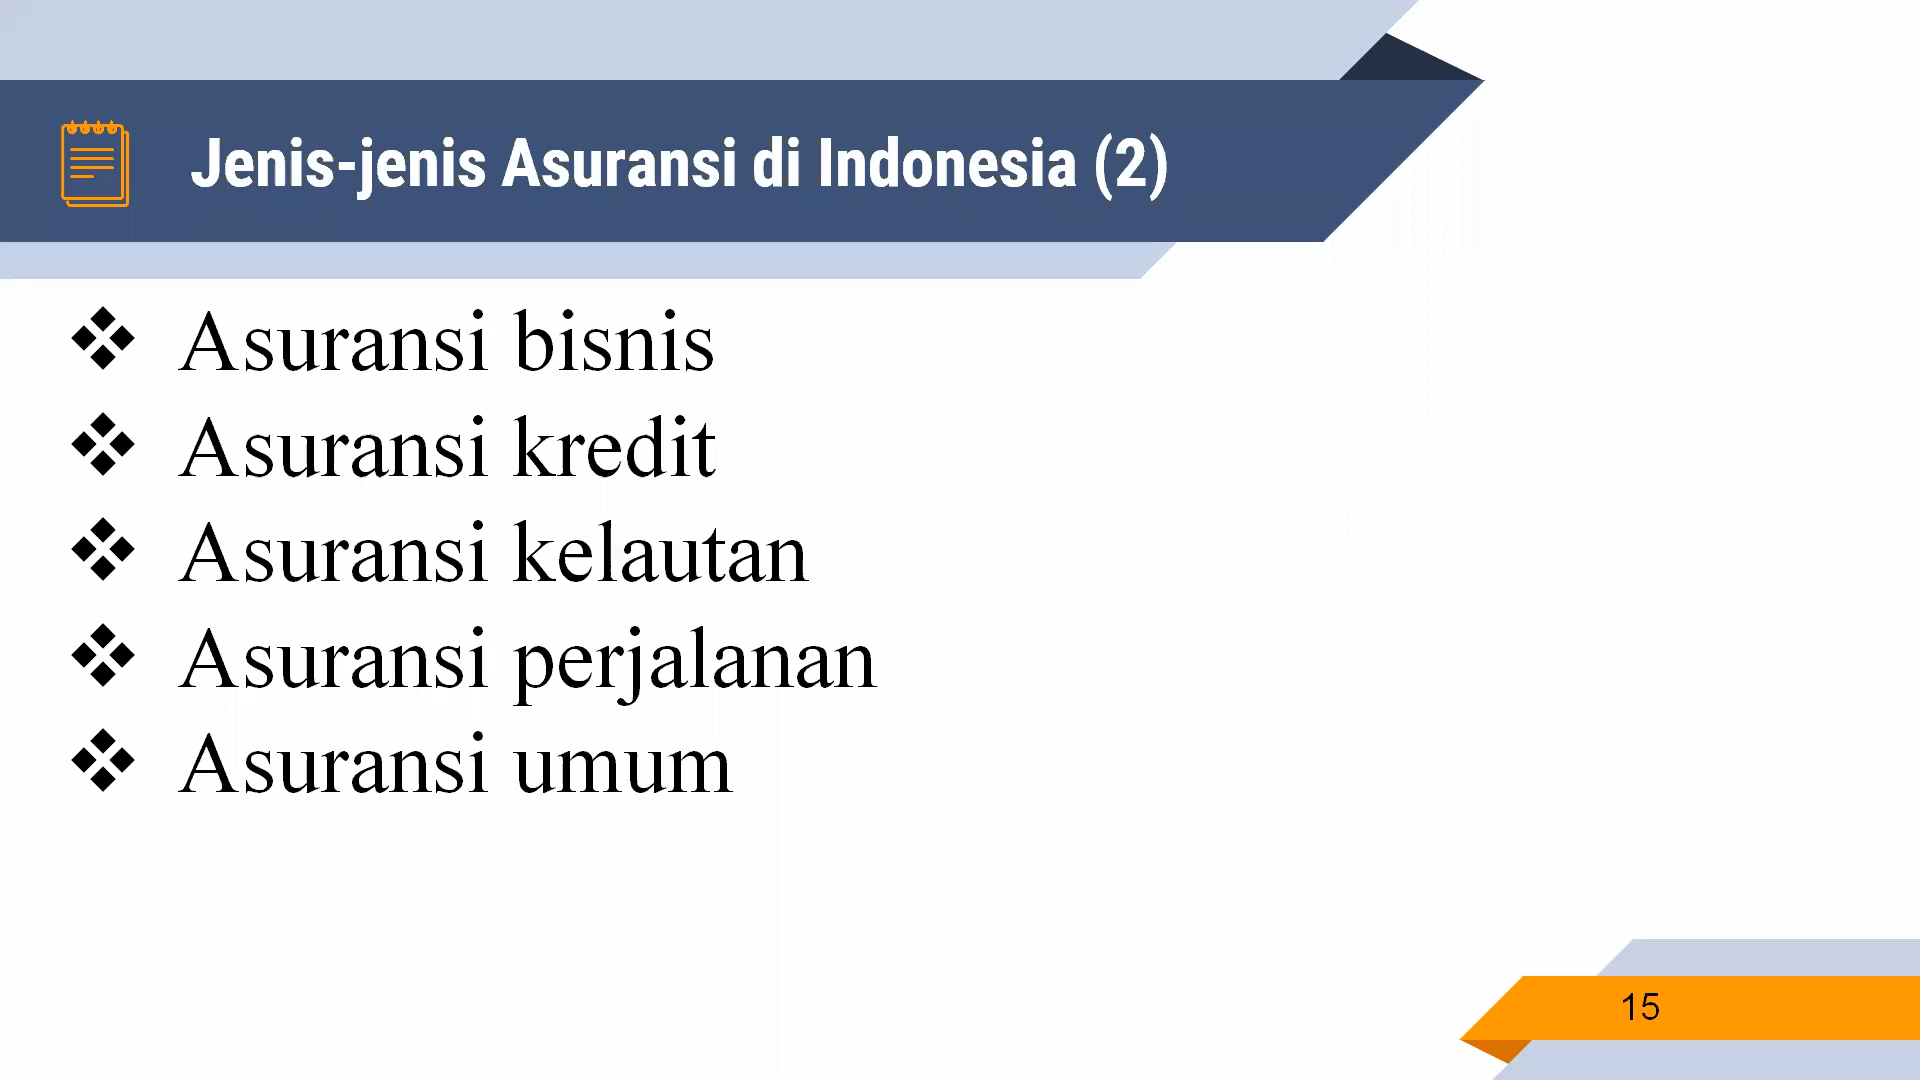 Jenis-jenis Asuransi di Indonesia (2)
❖ Asuransi bisnis
❖ Asuransi kredit
❖ Asuransi kelautan
❖ Asuransi perjalanan
❖ Asuransi umum
15